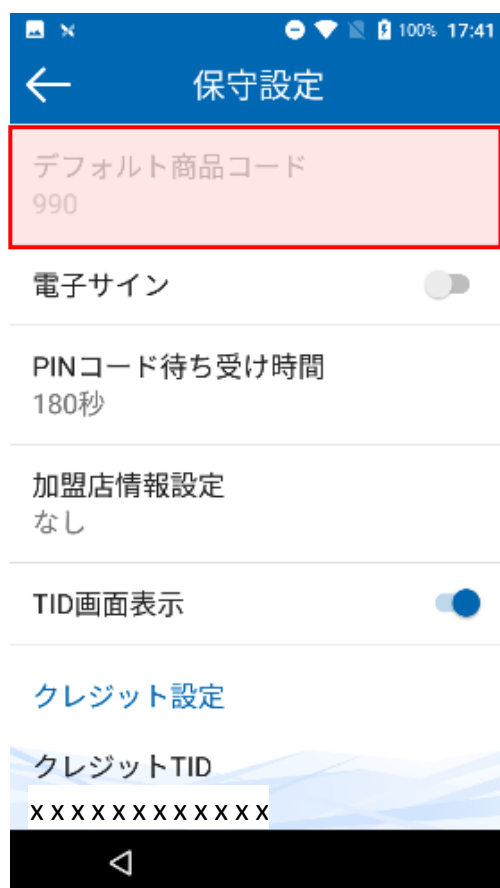 100% 17:41
保守設定
デフォルト商品コード
990
電子サイン
PINコード待ち受け時間
180秒
加盟店情報設定
なし
TID画面表示
クレジット設定
クレジットTID
x x x x x x x x x x x x